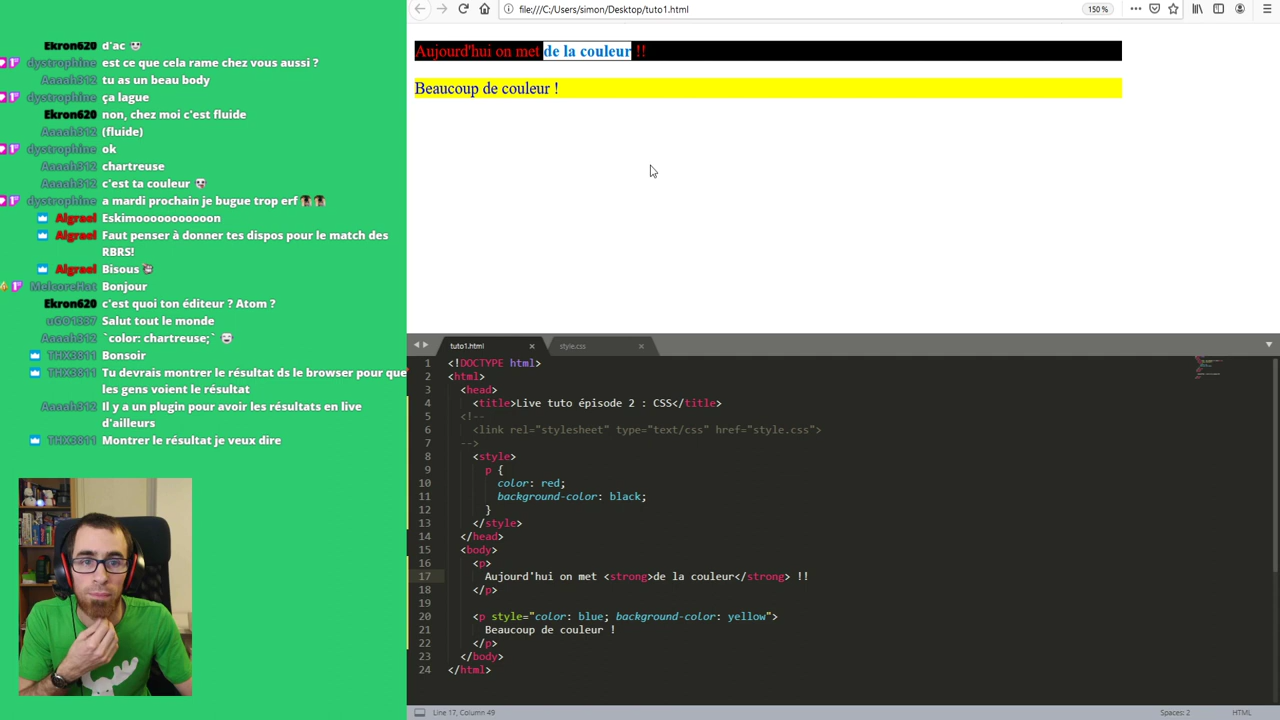 Ekron620 d'ac
dystrophine est ce que cela rame chez vous aussi ?
Aaaah312 tu as un beau body
dystrophine ça lague
Ekron620 non, chez moi c'est fluide
Aaaah312 (fluide)
dystrophine ok
Aaaah312 chartreuse
Aaaah312 c'est ta couleur
dystrophine a mardi prochain je bugue trop erf
Algrael Eskimooooooooooon
Algrael Faut penser à donner tes dispos pour le match des
RBRS!
Algrael Bisous
MelcoreHat Bonjour
Ekron620 c'est quoi ton éditeur ? Atom ?
uGO1337 Salut tout le monde
Aaaah312 `color: chartreuse;`
THX3811 Bonsoir
THX3811 Tu devrais montrer le résultat ds le browser pour que
les gens voient le résultat
Aaaah312 Il y a un plugin pour avoir les résultats en live
d'ailleurs
THX3811 Montrer le résultat je veux dire
file:///C:/Users/simon/Desktop/tuto1.html
150 %
Aujourd'hui on met de la couleur !!
Beaucoup de couleur !
tuto1.html style.css
1 <!DOCTYPE html>
2 <html>
3 <head>
4 <title>Live tuto épisode 2 : CSS</title>
5 <!--
6 <link rel="stylesheet" type="text/css" href="style.css">
7 -->
8 <style>
9 p {
10 color: red;
11 background-color: black;
12 }
13 </style>
14 </head>
15 <body>
16 <p>
17 Aujourd'hui on met <strong>de la couleur</strong> !!
18 </p>
19
20 <p style="color: blue; background-color: yellow">
21 Beaucoup de couleur !
22 </p>
23 </body>
24 </html>
Line 17, Column 49
Spaces: 2
HTML